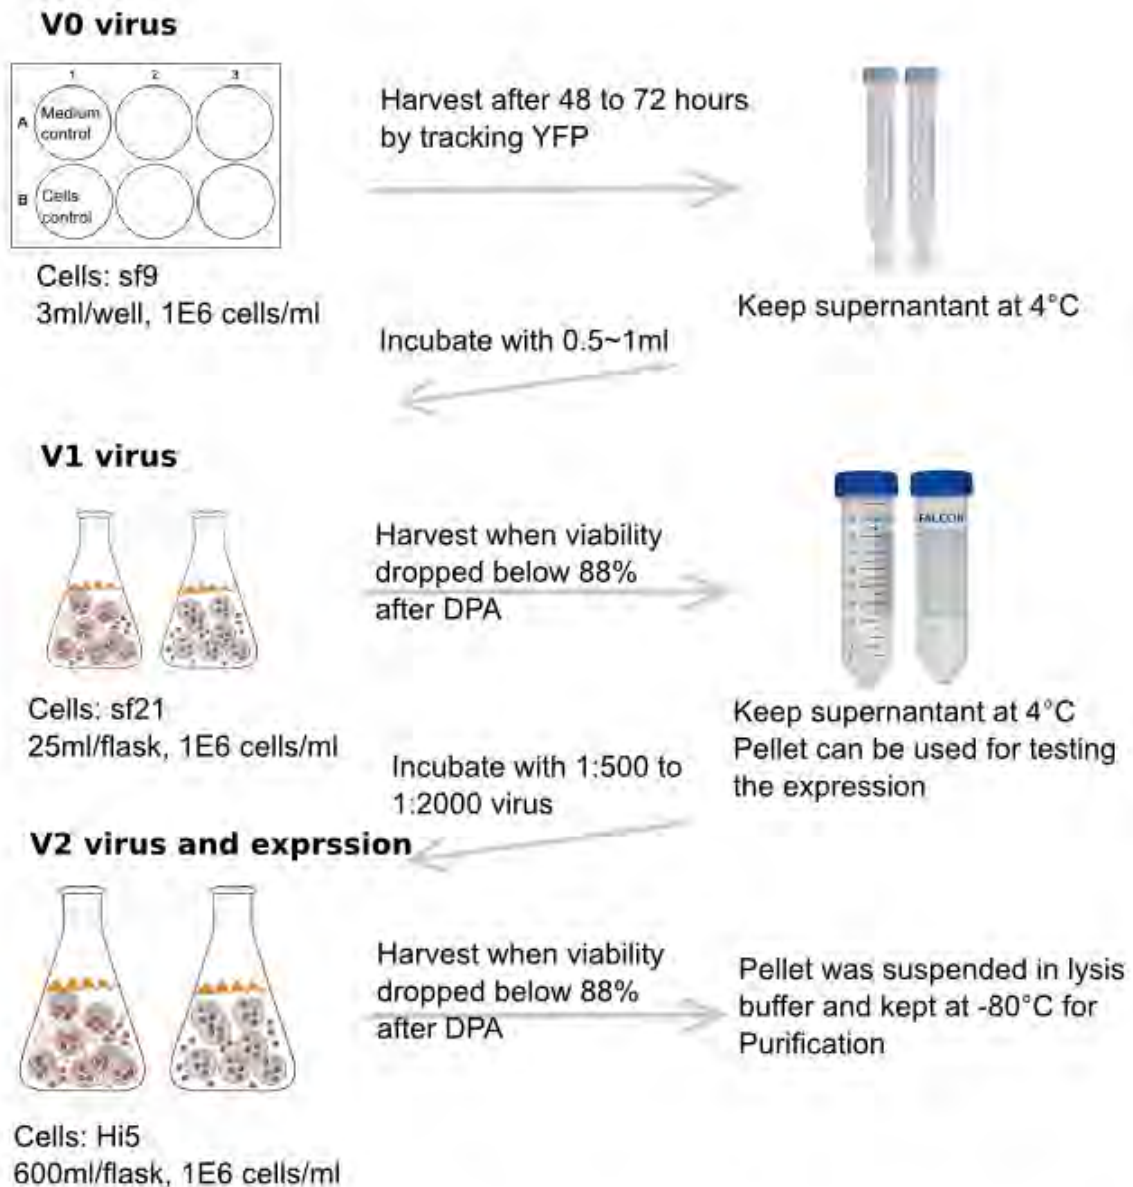 V0 virus
1 2 3
A Medium
control
B Cells
control
Harvest after 48 to 72 hours
by tracking YFP
Cells: sf9
3ml/well, 1E6 cells/ml
Keep supernantant at 4°C
Incubate with 0.5~1ml
V1 virus
Harvest when viability
dropped below 88%
after DPA
FALCON
Cells: sf21
25ml/flask, 1E6 cells/ml
Keep supernantant at 4°C
Pellet can be used for testing
the expression
Incubate with 1:500 to
1:2000 virus
V2 virus and exprssion
Harvest when viability
dropped below 88%
after DPA
Pellet was suspended in lysis
buffer and kept at -80°C for
Purification
Cells: Hi5
600ml/flask, 1E6 cells/ml